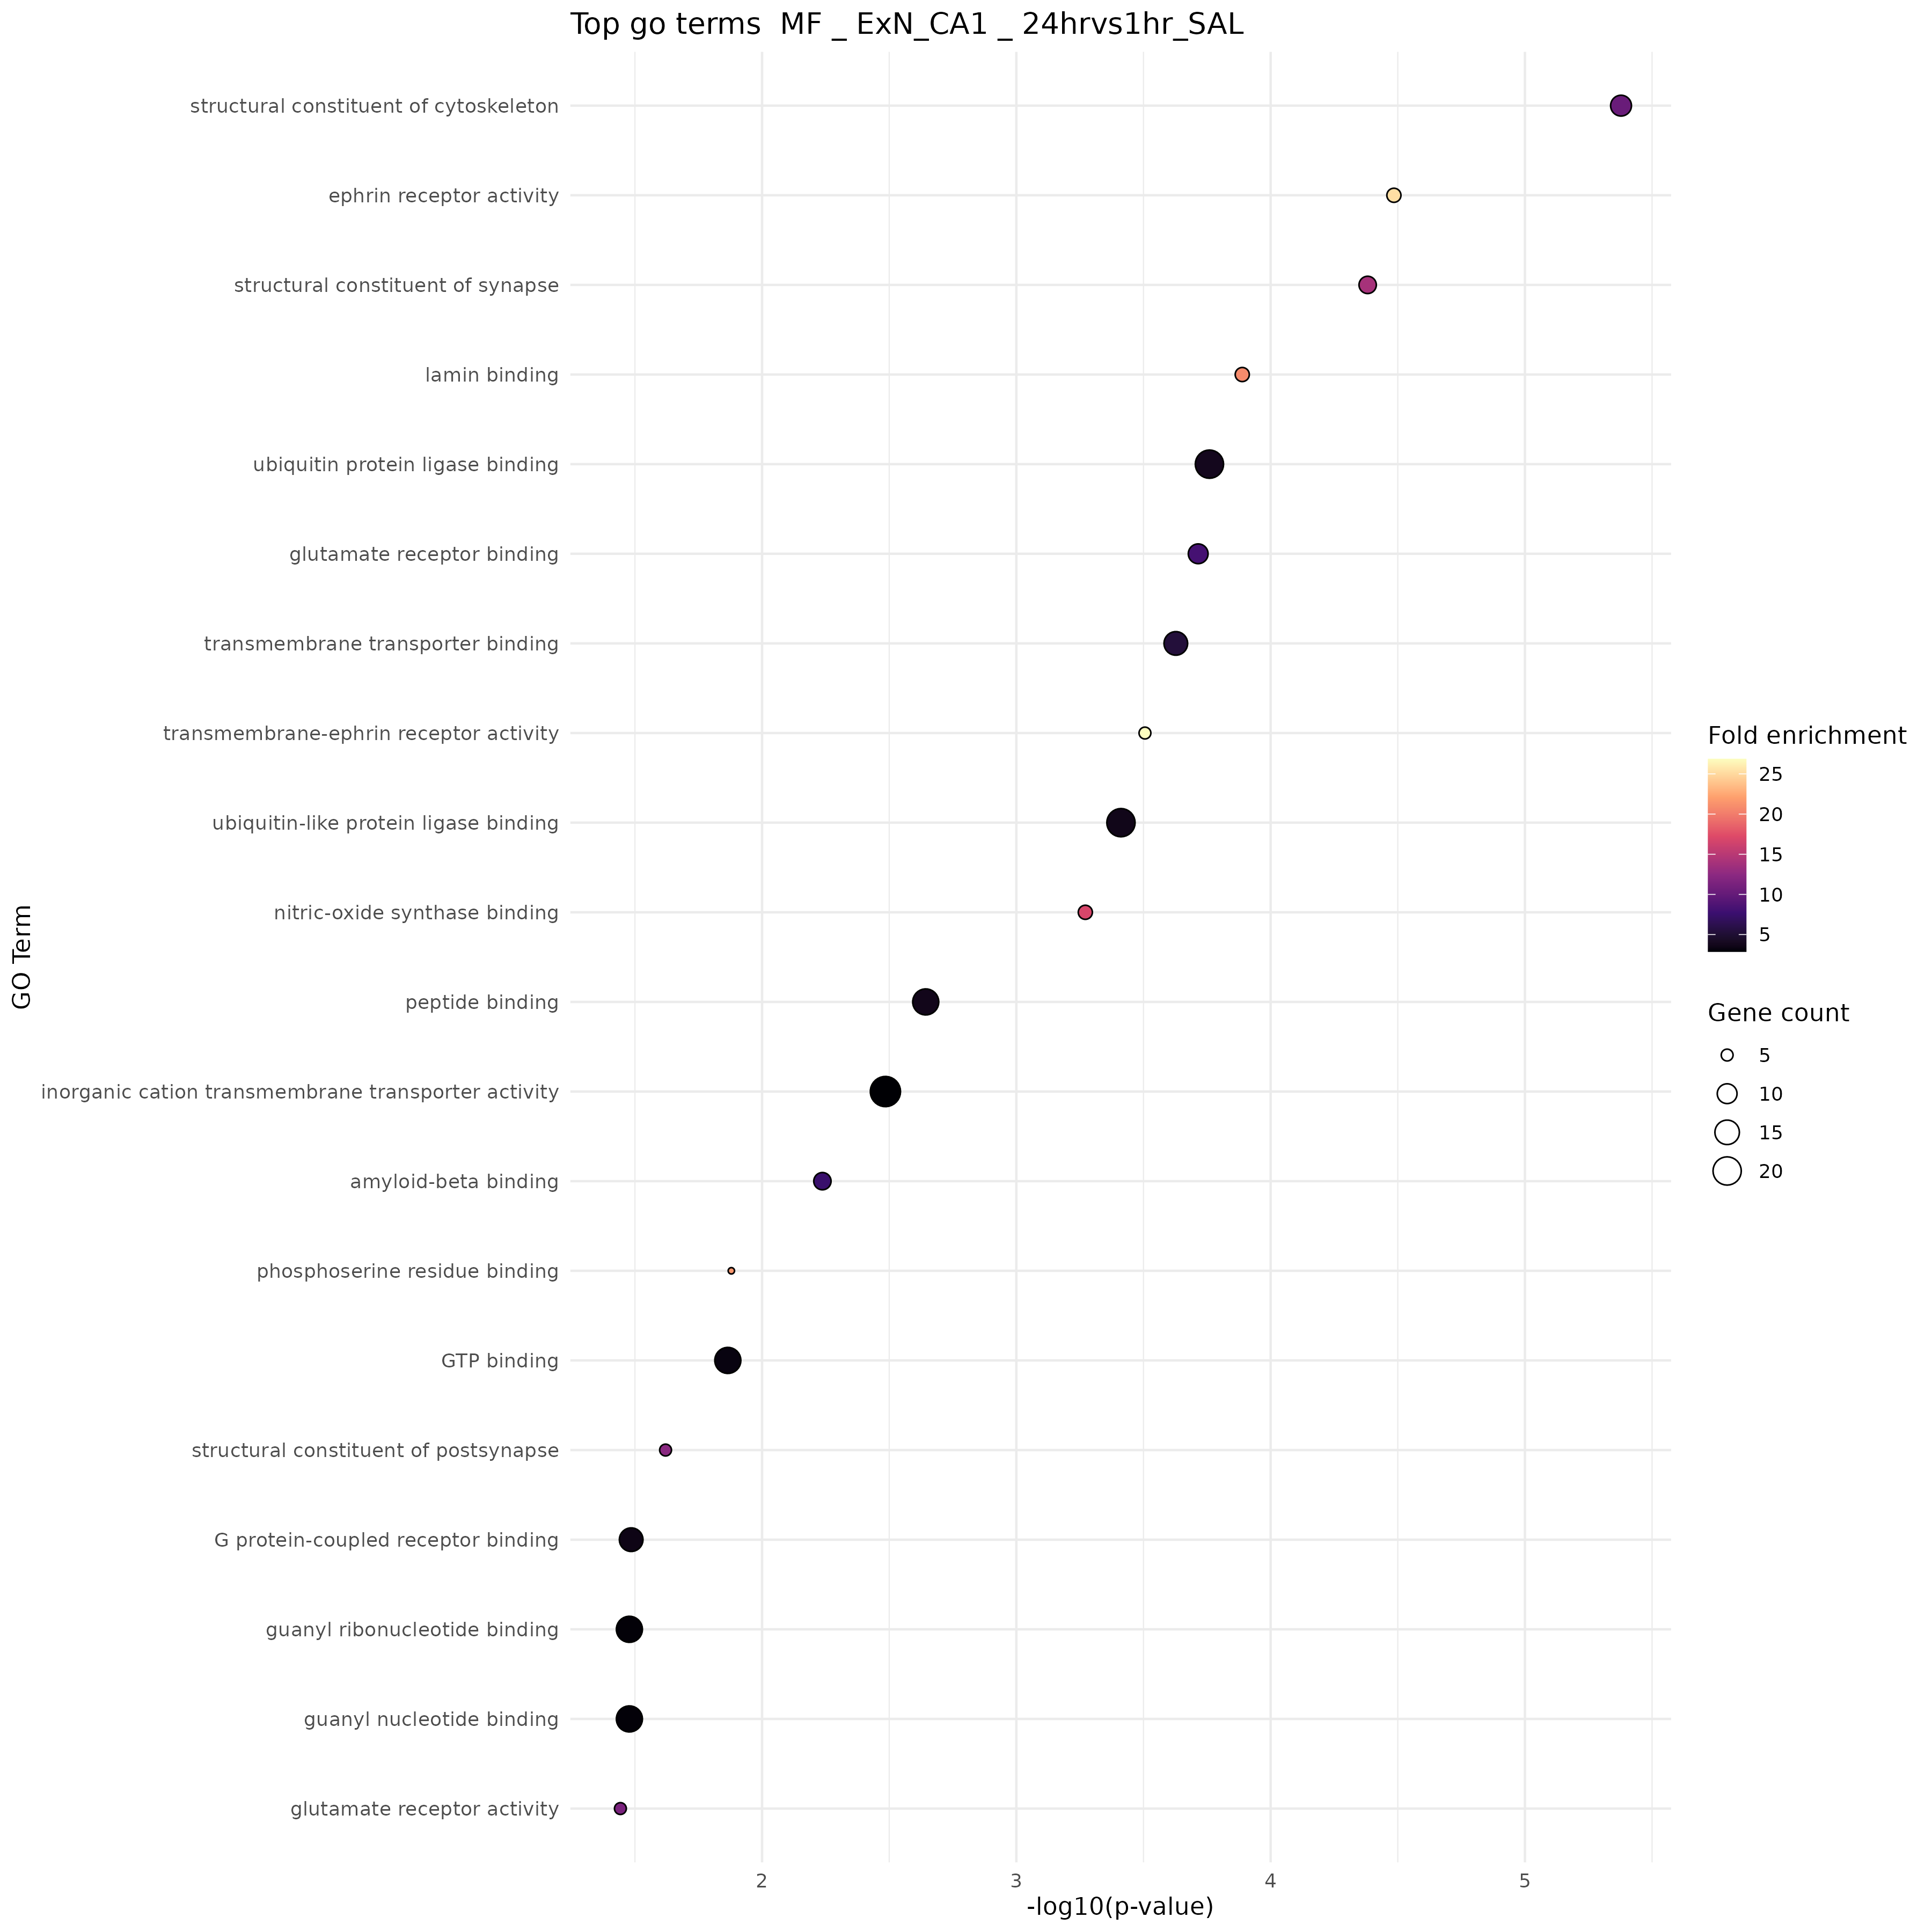 Top go terms  MF _ ExN_CA1 _ 24hrvs1hr_SAL
structural constituent of cytoskeleton
ephrin receptor activity
structural constituent of synapse
lamin binding
ubiquitin protein ligase binding
glutamate receptor binding
transmembrane transporter binding
transmembrane-ephrin receptor activity
ubiquitin-like protein ligase binding
nitric-oxide synthase binding
peptide binding
inorganic cation transmembrane transporter activity
amyloid-beta binding
phosphoserine residue binding
GTP binding
structural constituent of postsynapse
G protein-coupled receptor binding
guanyl ribonucleotide binding
guanyl nucleotide binding
glutamate receptor activity
GO Term
2 3 4 5
-log10(p-value)
Fold enrichment
25
20
15
10
5
Gene count
5
10
15
20